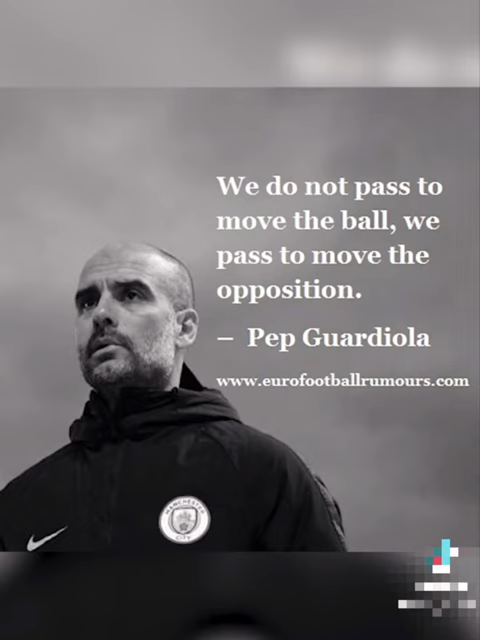 We do not pass to
move the ball, we
pass to move the
opposition.
– Pep Guardiola
www.eurofootballrumours.com
MANCHESTER
CITY